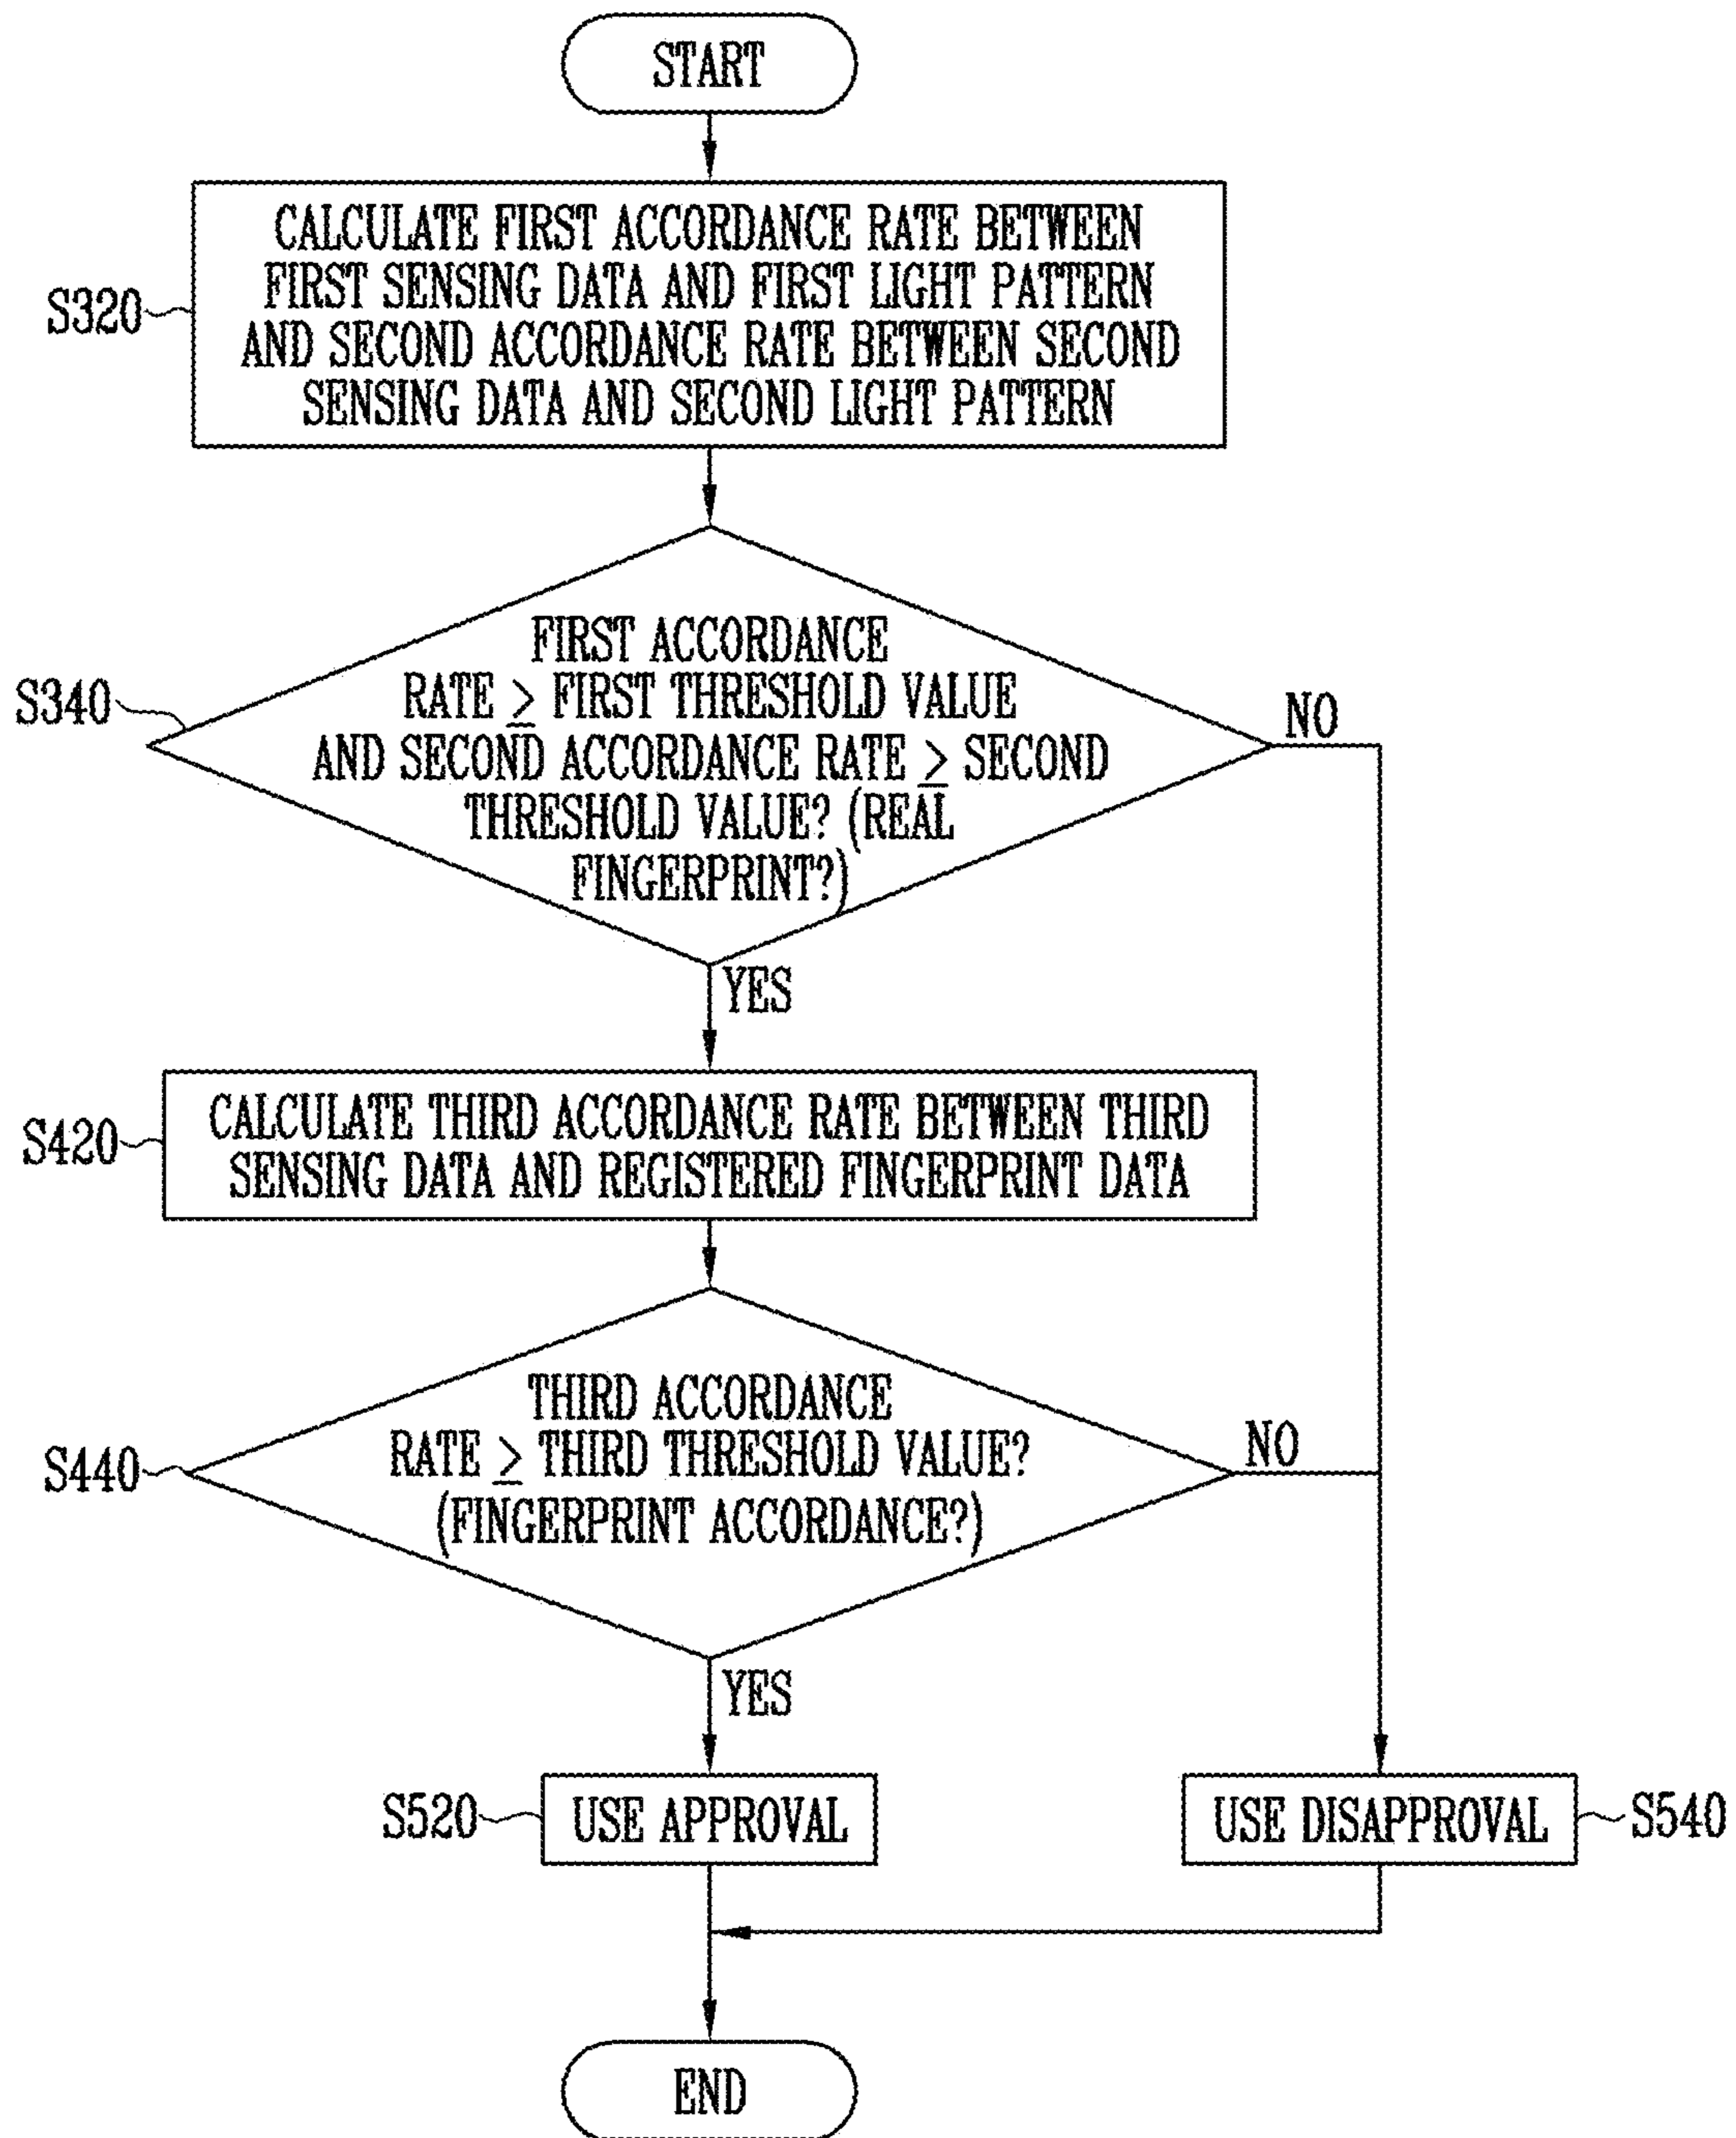 START
S320
CALCULATE FIRST ACCORDANCE RATE BETWEEN
FIRST SENSING DATA AND FIRST LIGHT PATTERN
AND SECOND ACCORDANCE RATE BETWEEN SECOND
SENSING DATA AND SECOND LIGHT PATTERN
S340
FIRST ACCORDANCE
RATE ≥ FIRST THRESHOLD VALUE
AND SECOND ACCORDANCE RATE ≥ SECOND
THRESHOLD VALUE? (REAL
FINGERPRINT?)
NO
YES
S420
CALCULATE THIRD ACCORDANCE RATE BETWEEN THIRD
SENSING DATA AND REGISTERED FINGERPRINT DATA
S440
THIRD ACCORDANCE
RATE ≥ THIRD THRESHOLD VALUE?
(FINGERPRINT ACCORDANCE?)
NO
YES
S520
USE APPROVAL
USE DISAPPROVAL
S540
END